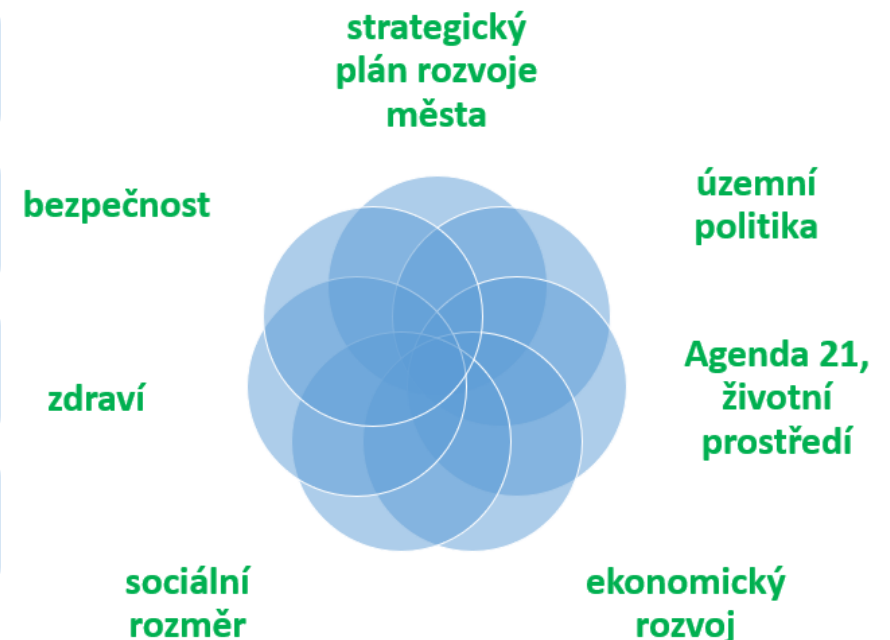 strategický
plán rozvoje
města
územní
politika
Agenda 21,
životní
prostředí
ekonomický
rozvoj
sociální
rozměr
zdraví
bezpečnost